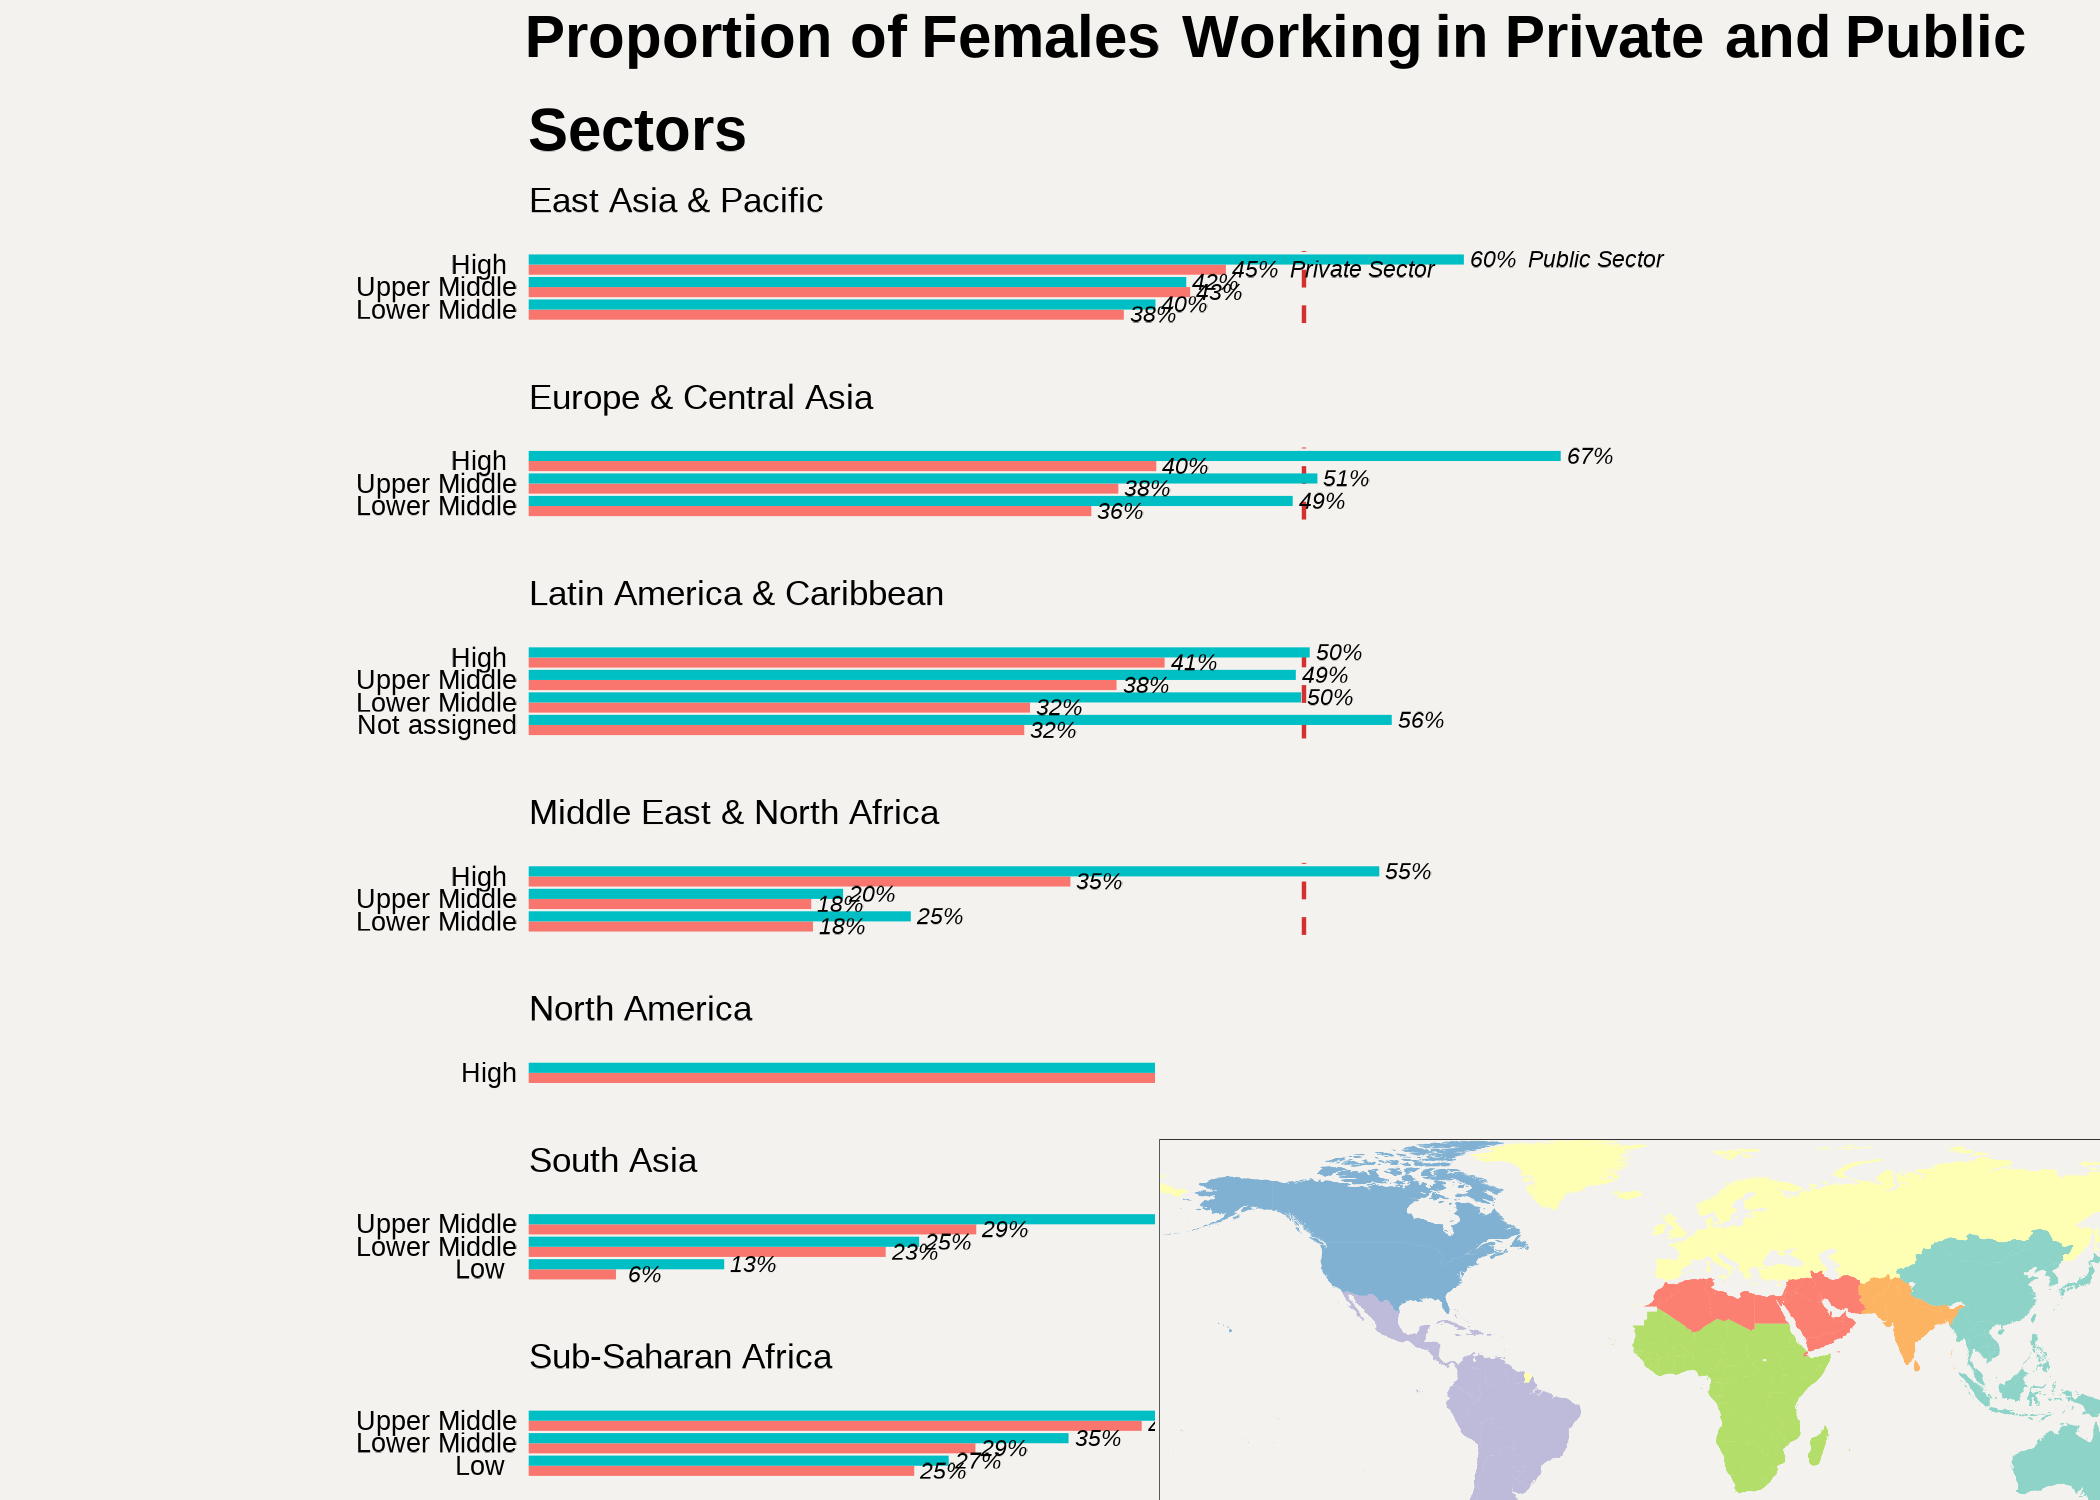 Proportion of Females Working in Private and Public
Sectors
East Asia & Pacific
High 60% Public Sector
45% Private Sector
Upper Middle 42%
43%
Lower Middle 40%
38%
Europe & Central Asia
High 67%
40%
Upper Middle 51%
38%
Lower Middle 49%
36%
Latin America & Caribbean
High 50%
41%
Upper Middle 49%
38%
Lower Middle 50%
32%
Not assigned 56%
32%
Middle East & North Africa
High 55%
35%
Upper Middle 20%
18%
Lower Middle 25%
18%
North America
High
South Asia
Upper Middle
29%
Lower Middle 25%
23%
Low 13%
6%
Sub-Saharan Africa
Upper Middle
Lower Middle 35%
29%
Low 27%
25%